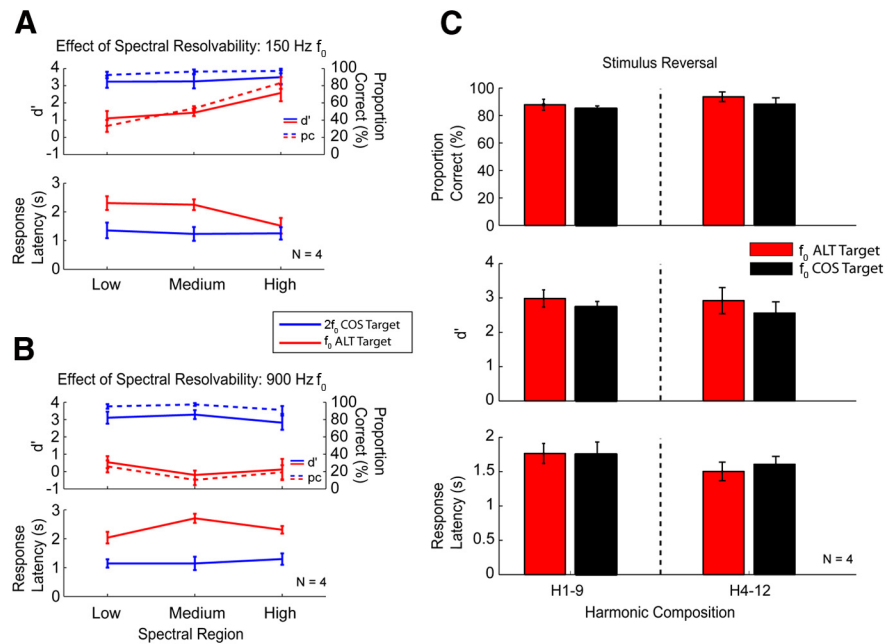 A
Effect of Spectral Resolvability: 150 Hz f0
4
3
2
1
0
-1
d'
100
80
60
40
20
0
Proportion
Correct (%)
d'
pc
3
2
1
0
Response
Latency (s)
N = 4
Low Medium High
2f0 COS Target
f0 ALT Target
B
Effect of Spectral Resolvability: 900 Hz f0
4
3
2
1
0
-1
d'
100
80
60
40
20
0
Proportion
Correct (%)
d'
pc
3
2
1
0
Response
Latency (s)
N = 4
Low Medium High
Spectral Region
C
Stimulus Reversal
100
80
60
40
20
0
Proportion
Correct (%)
f0 ALT Target
f0 COS Target
4
3
2
1
0
d'
2
1.5
1
0.5
0
Response
Latency (s)
N = 4
H1-9 H4-12
Harmonic Composition